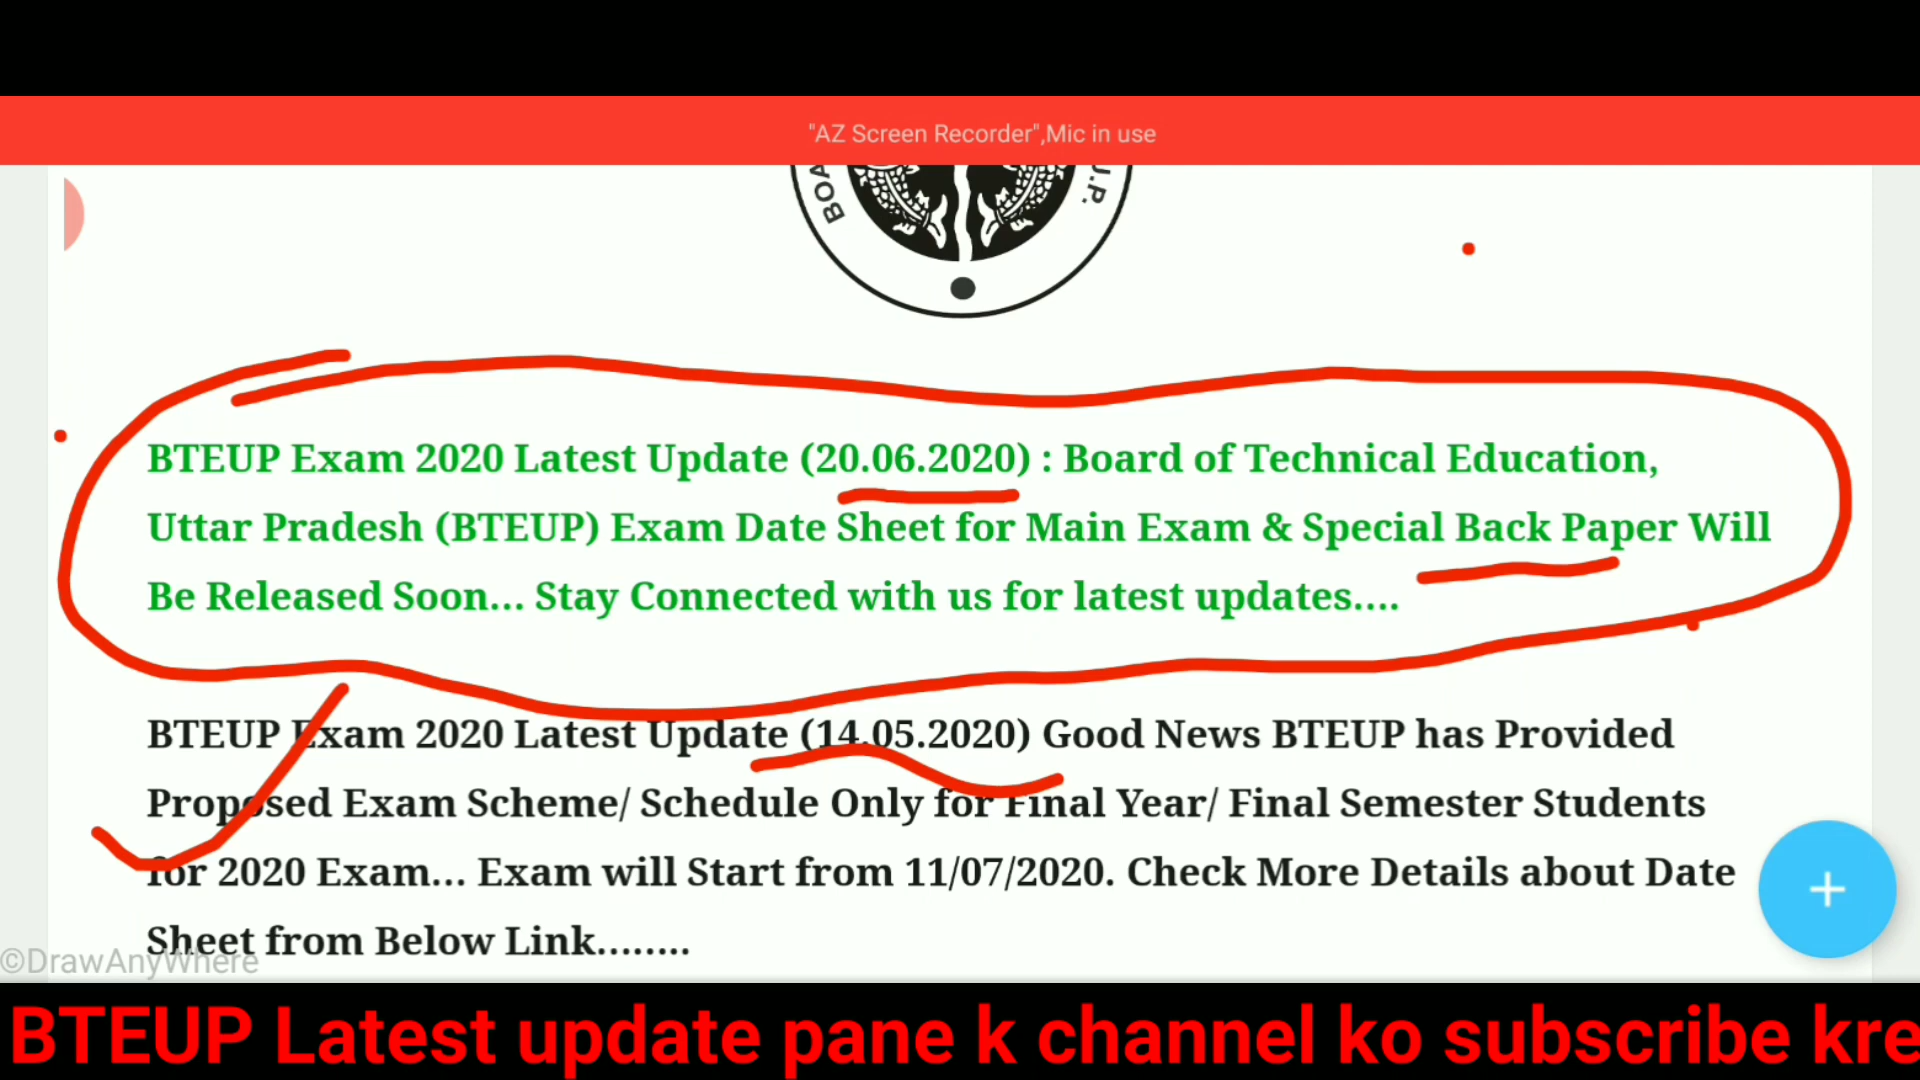 "AZ Screen Recorder",Mic in use
BOA
U.P.
BTEUP Exam 2020 Latest Update (20.06.2020) : Board of Technical Education,
Uttar Pradesh (BTEUP) Exam Date Sheet for Main Exam & Special Back Paper Will
Be Released Soon... Stay Connected with us for latest updates....
BTEUP Exam 2020 Latest Update (14.05.2020) Good News BTEUP has Provided
Proposed Exam Scheme/ Schedule Only for Final Year/ Final Semester Students
for 2020 Exam... Exam will Start from 11/07/2020. Check More Details about Date
Sheet from Below Link........
©DrawAnyWhere
BTEUP Latest update pane k channel ko subscribe kre